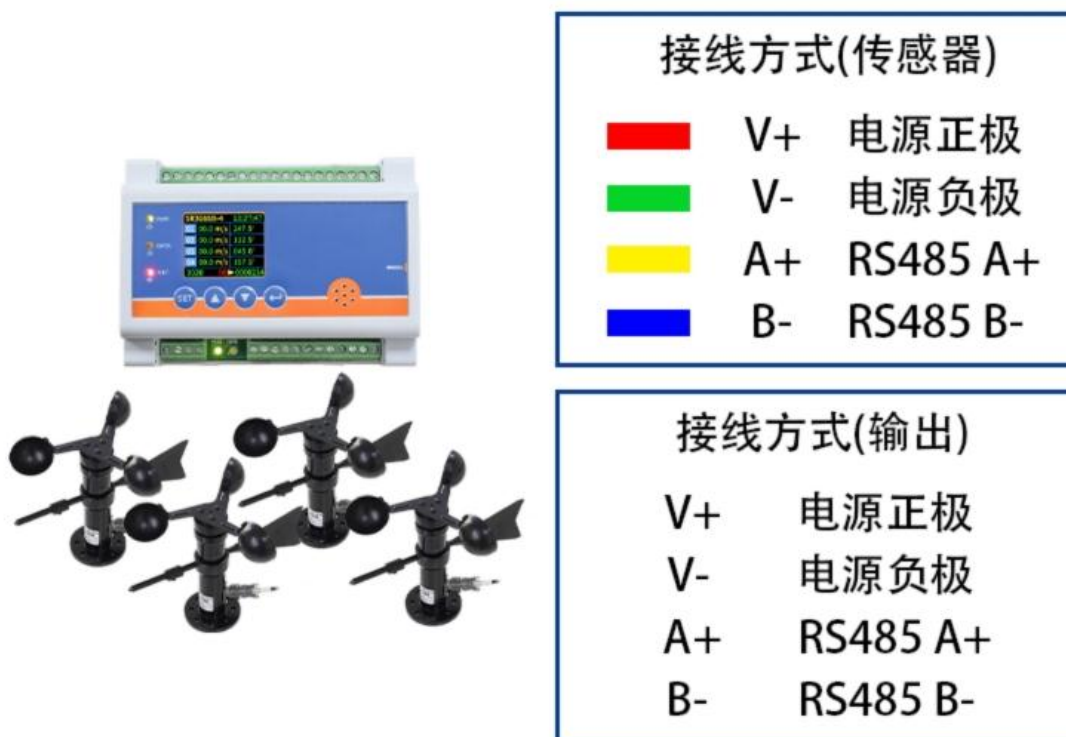 接线方式(传感器)
V+ 电源正极
V- 电源负极
A+ RS485 A+
B- RS485 B-
接线方式(输出)
V+ 电源正极
V- 电源负极
A+ RS485 A+
B- RS485 B-
SET